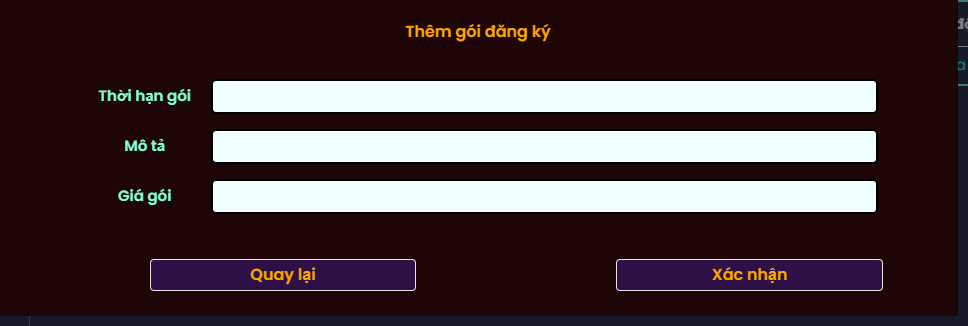 Thêm gói đăng ký
Thời hạn gói
Mô tả
Giá gói
Quay lại
Xác nhận